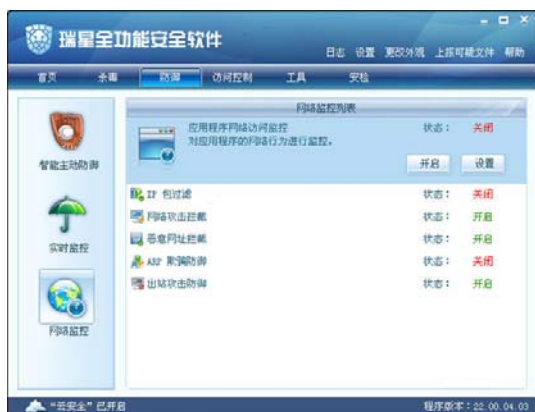 瑞星全功能安全软件
日志 设置 更改外观 上报可疑文件 帮助
首页 杀毒 防御 访问控制 工具 安检
网络监控列表
智能主动防御
实时监控
网络监控
应用程序网络访问监控 状态： 关闭
对应用程序的网络行为进行监控。
开启 设置
IP 包过滤 状态： 关闭
网络攻击拦截 状态： 开启
恶意网址拦截 状态： 开启
ARP 欺骗防御 状态： 关闭
出站攻击防御 状态： 开启
“云安全” 已开启 程序版本：22.00.04.03